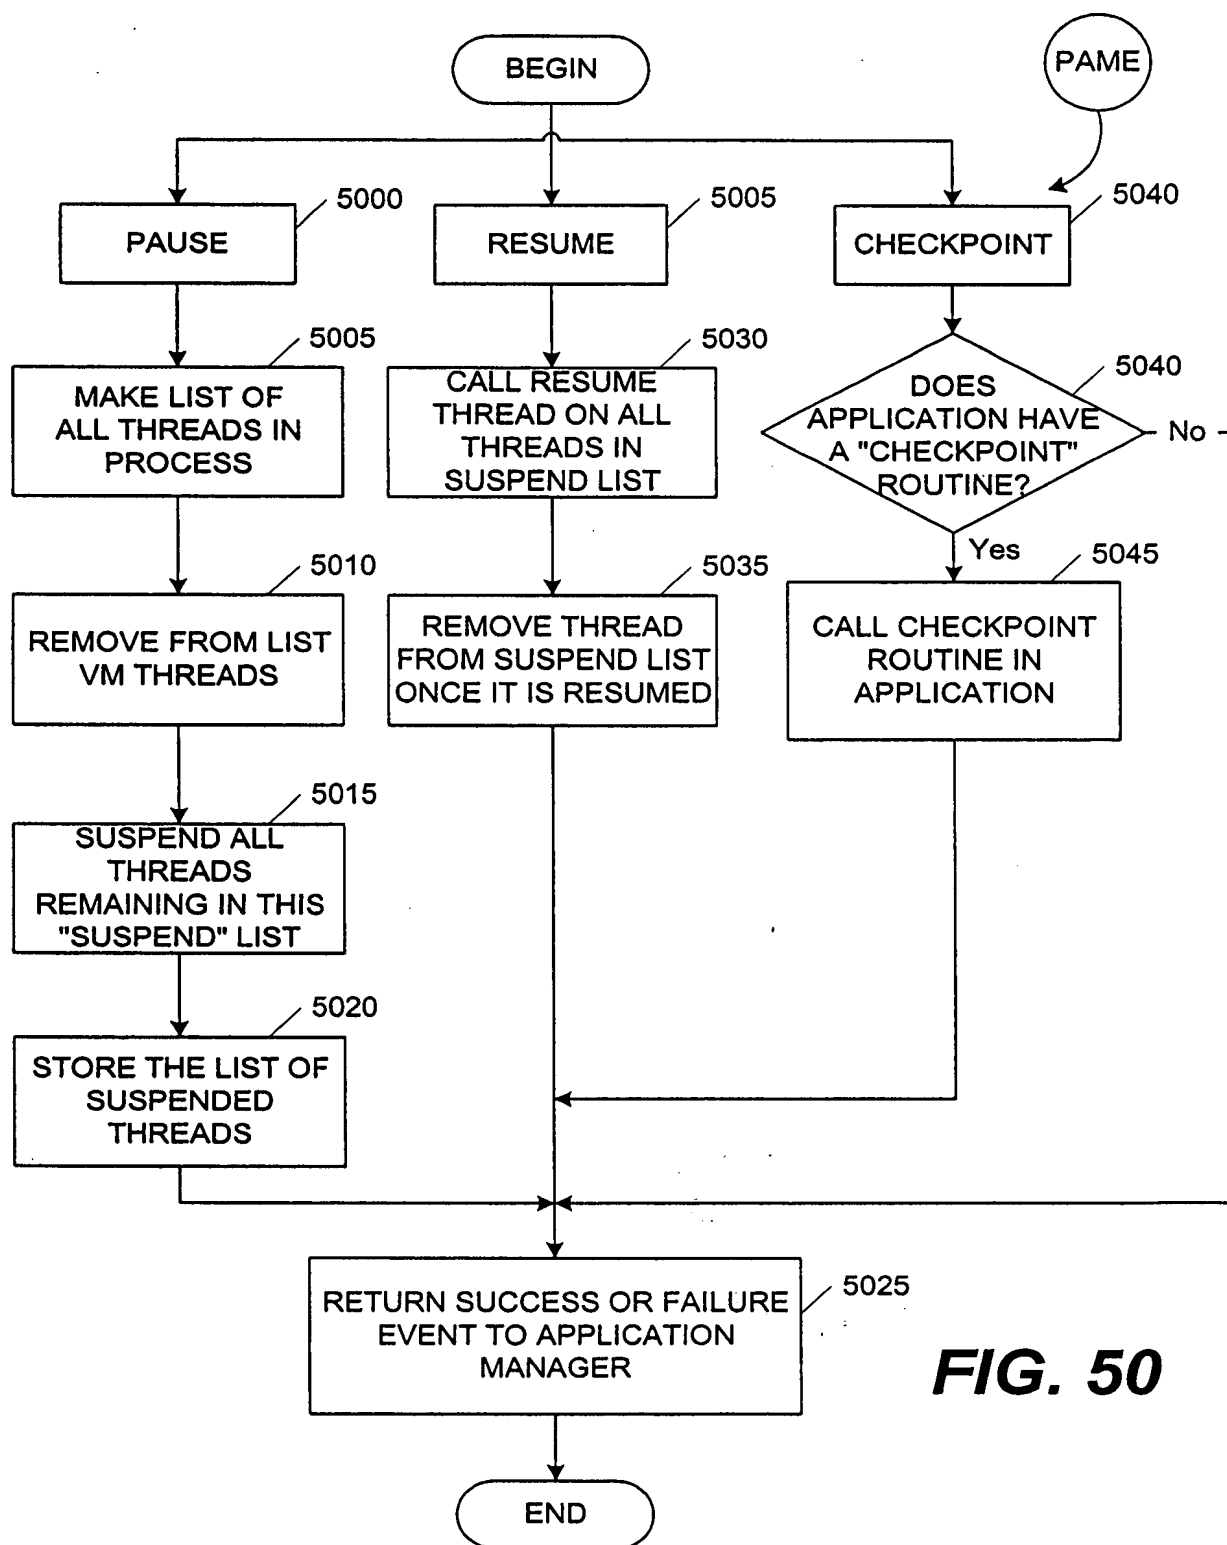 BEGIN
PAME
5000
PAUSE
5005
RESUME
5040
CHECKPOINT
5005
MAKE LIST OF
ALL THREADS IN
PROCESS
5030
CALL RESUME
THREAD ON ALL
THREADS IN
SUSPEND LIST
5040
DOES
APPLICATION HAVE
A "CHECKPOINT"
ROUTINE?
No
Yes
5010
REMOVE FROM LIST
VM THREADS
5035
REMOVE THREAD
FROM SUSPEND LIST
ONCE IT IS RESUMED
5045
CALL CHECKPOINT
ROUTINE IN
APPLICATION
5015
SUSPEND ALL
THREADS
REMAINING IN THIS
"SUSPEND" LIST
5020
STORE THE LIST OF
SUSPENDED
THREADS
5025
RETURN SUCCESS OR FAILURE
EVENT TO APPLICATION
MANAGER
FIG. 50
END